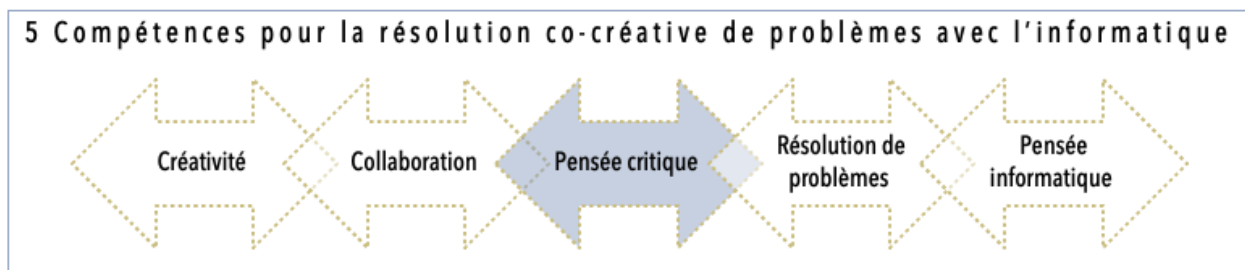 5 Compétences pour la résolution co-créative de problèmes avec l'informatique
Créativité
Collaboration
Pensée critique
Résolution de
problèmes
Pensée
informatique